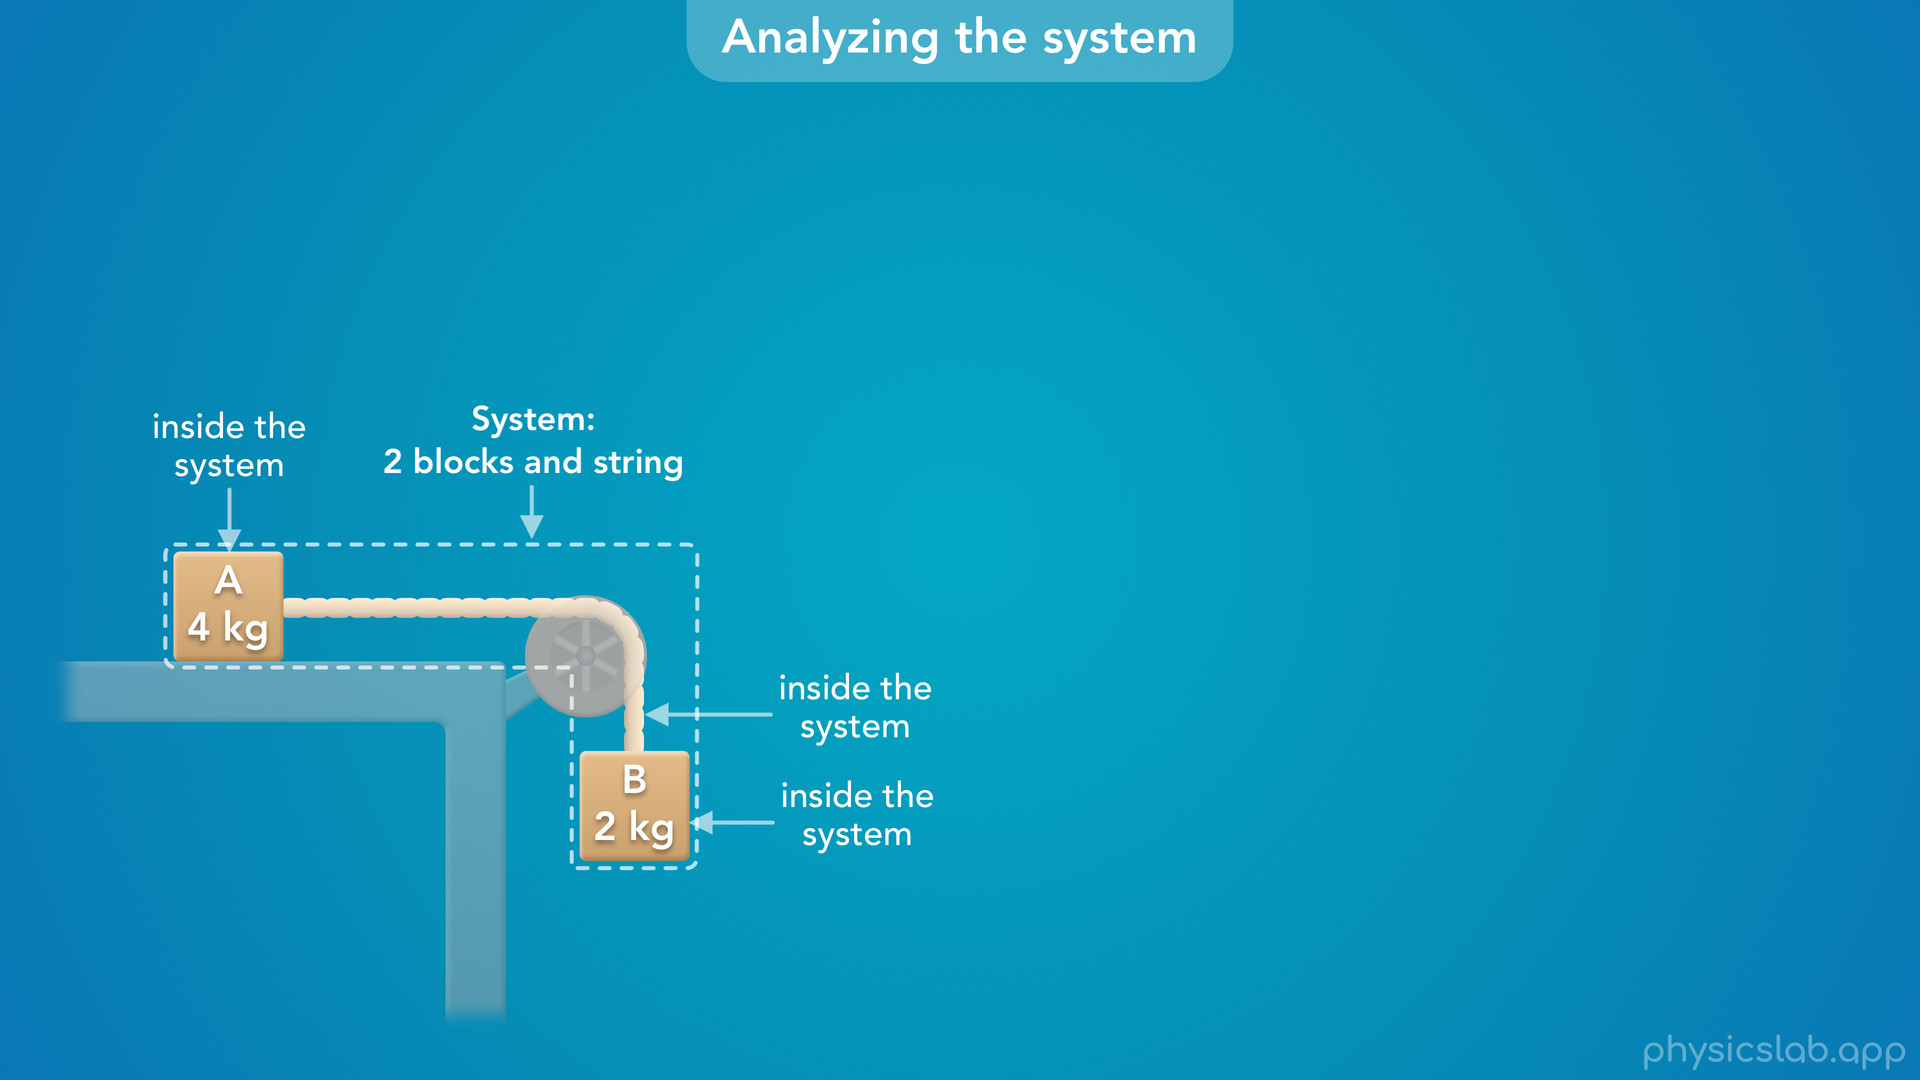 Analyzing the system
inside the
system
System:
2 blocks and string
A
4 kg
inside the
system
B
2 kg
inside the
system
physicslab.app